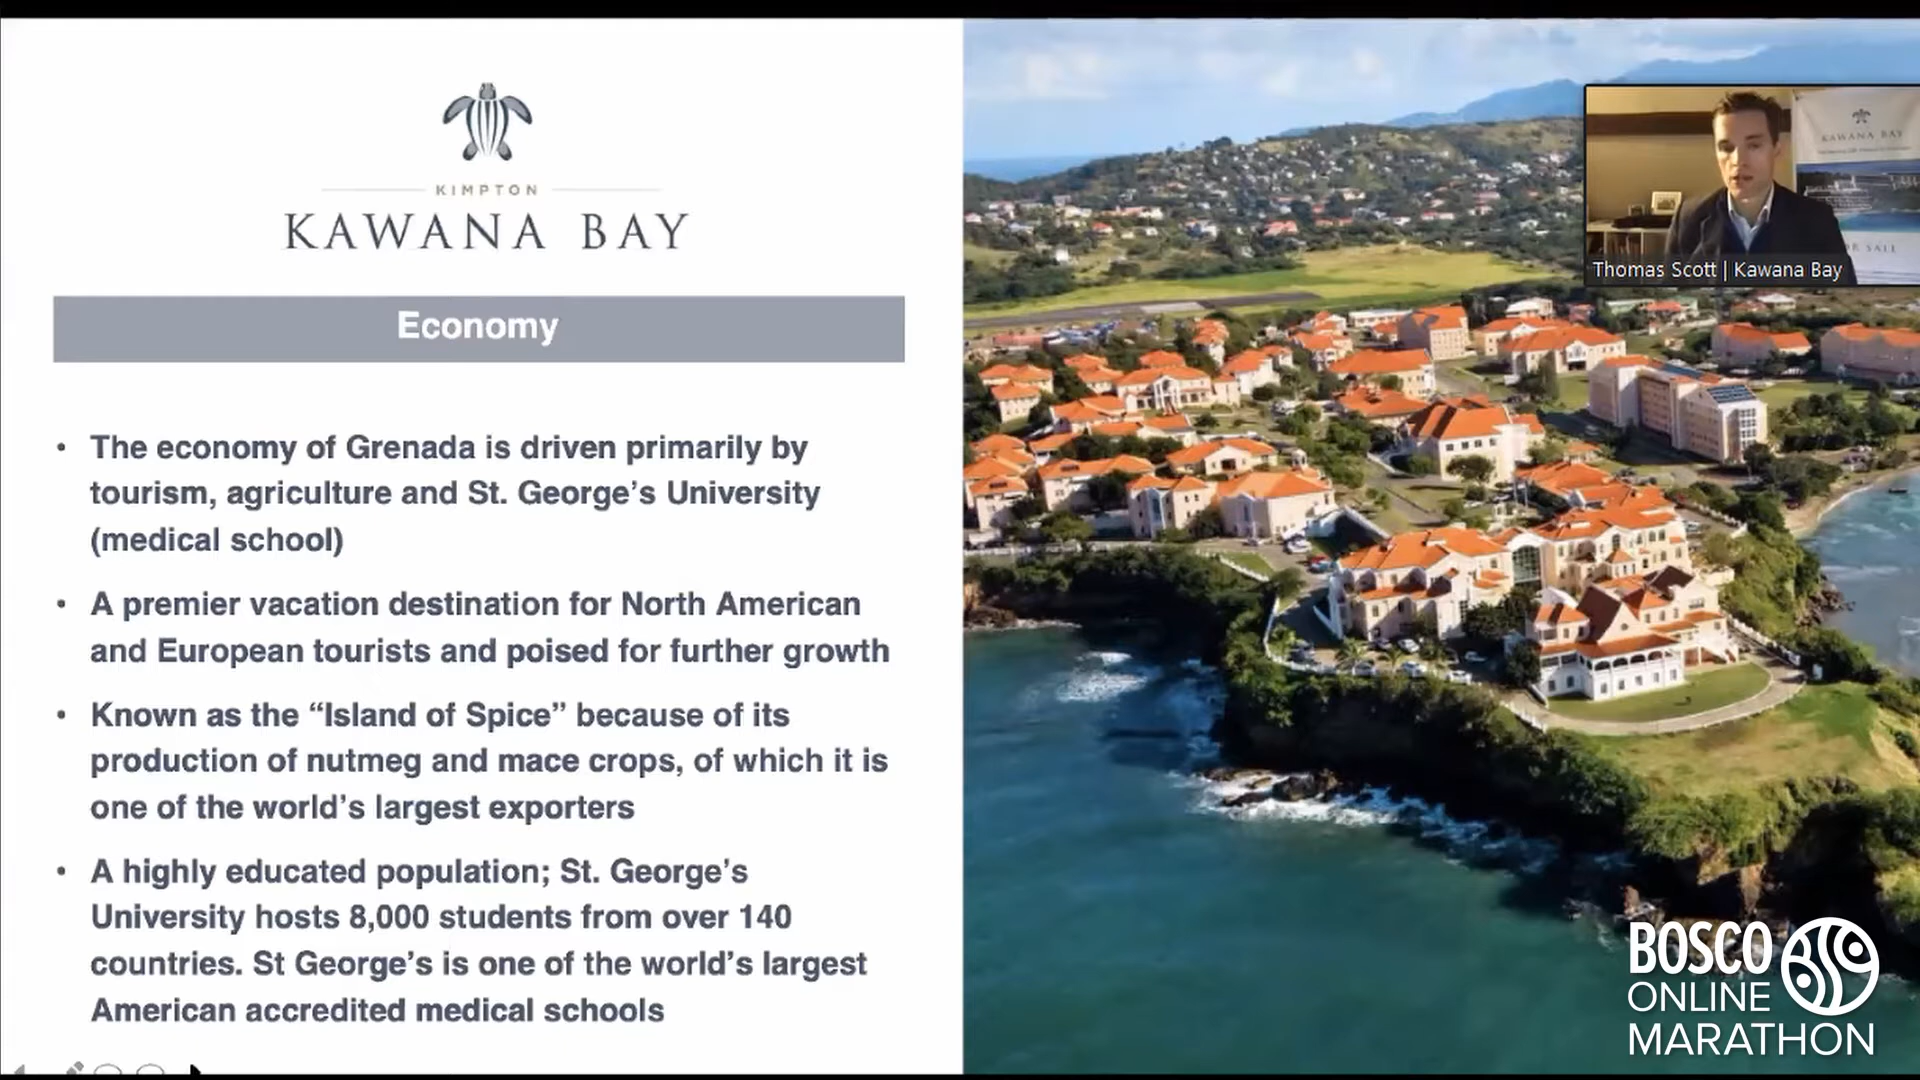 KIMPTON
KAWANA BAY
Economy
• The economy of Grenada is driven primarily by
tourism, agriculture and St. George’s University
(medical school)
• A premier vacation destination for North American
and European tourists and poised for further growth
• Known as the “Island of Spice” because of its
production of nutmeg and mace crops, of which it is
one of the world’s largest exporters
• A highly educated population; St. George’s
University hosts 8,000 students from over 140
countries. St George’s is one of the world’s largest
American accredited medical schools
KAWANA BAY
SALE
Thomas Scott | Kawana Bay
BOSCO
ONLINE
MARATHON